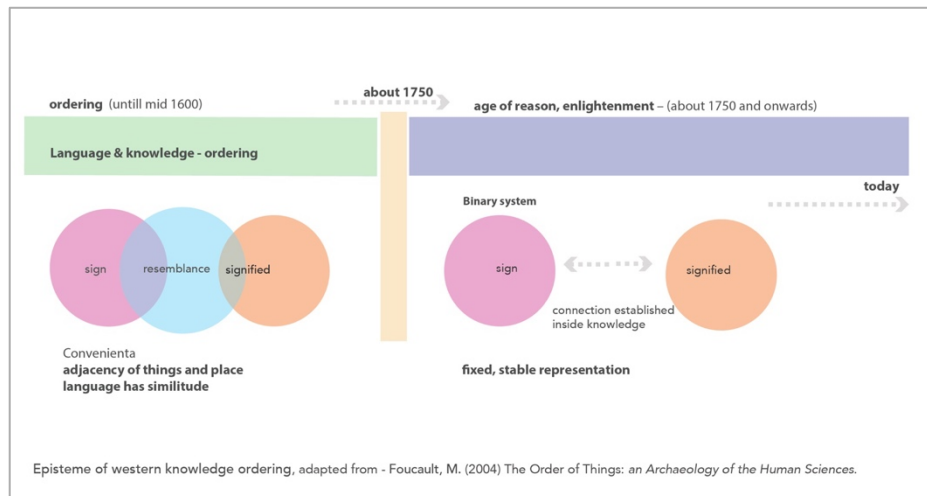 about 1750
ordering (untill mid 1600)
age of reason, enlightenment – (about 1750 and onwards)
Language & knowledge - ordering
today
Binary system
sign
resemblance
signified
sign
signified
connection established
inside knowledge
Convenienta
adjacency of things and place
language has similitude
fixed, stable representation
Episteme of western knowledge ordering, adapted from - Foucault, M. (2004) The Order of Things: an Archaeology of the Human Sciences.